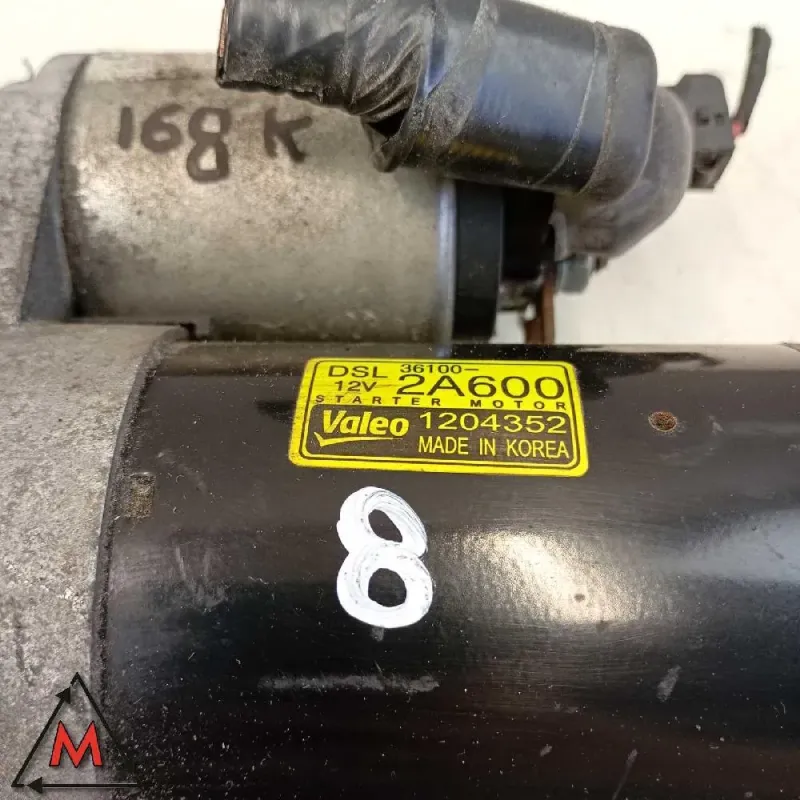 168 K
DSL 36100-
12V 2A600
STARTER MOTOR
Valeo 1204352
MADE IN KOREA
8
M